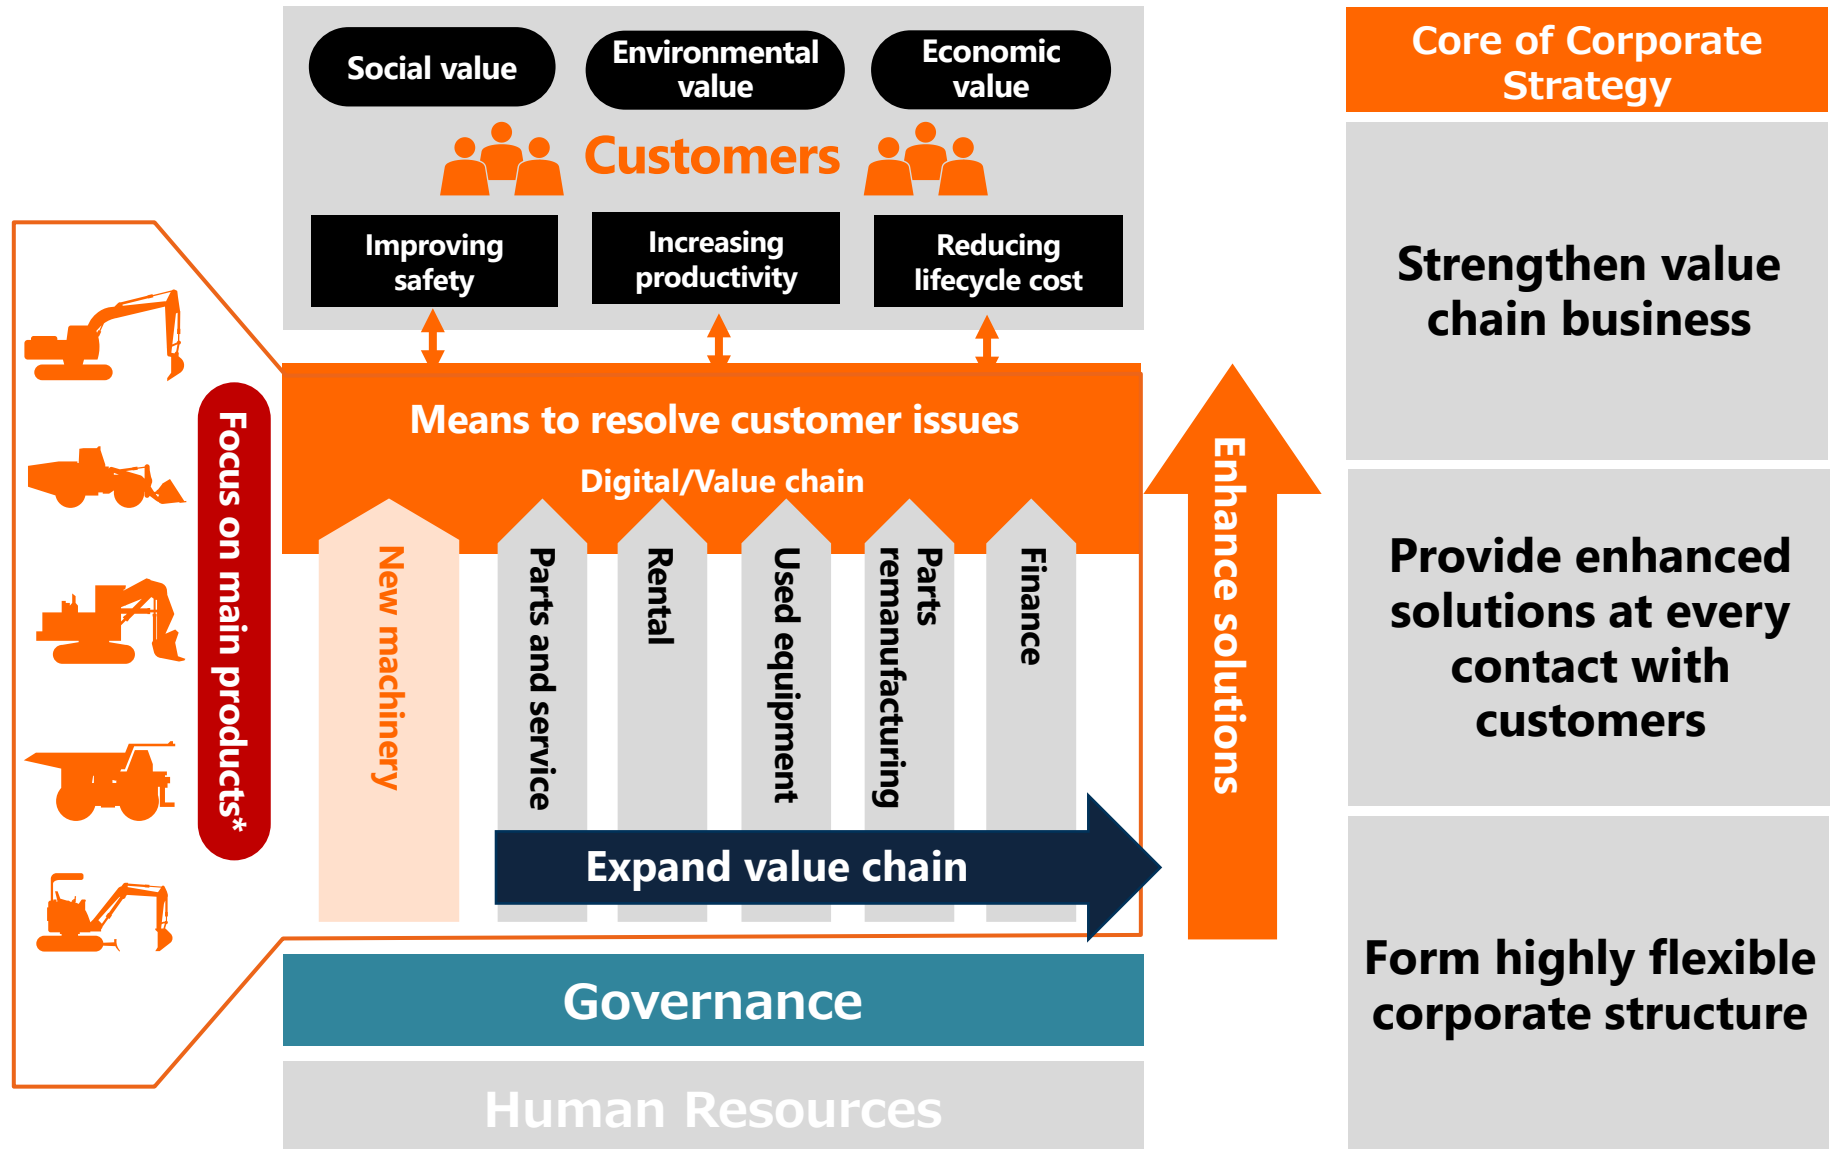 Social value
Environmental
value
Economic
value
Customers
Improving
safety
Increasing
productivity
Reducing
lifecycle cost
Focus on main products*
Means to resolve customer issues
Digital/Value chain
New machinery
Parts and service
Rental
Used equipment
Parts
remanufacturing
Finance
Expand value chain
Enhance solutions
Governance
Human Resources
Core of Corporate
Strategy
Strengthen value
chain business
Provide enhanced
solutions at every
contact with
customers
Form highly flexible
corporate structure